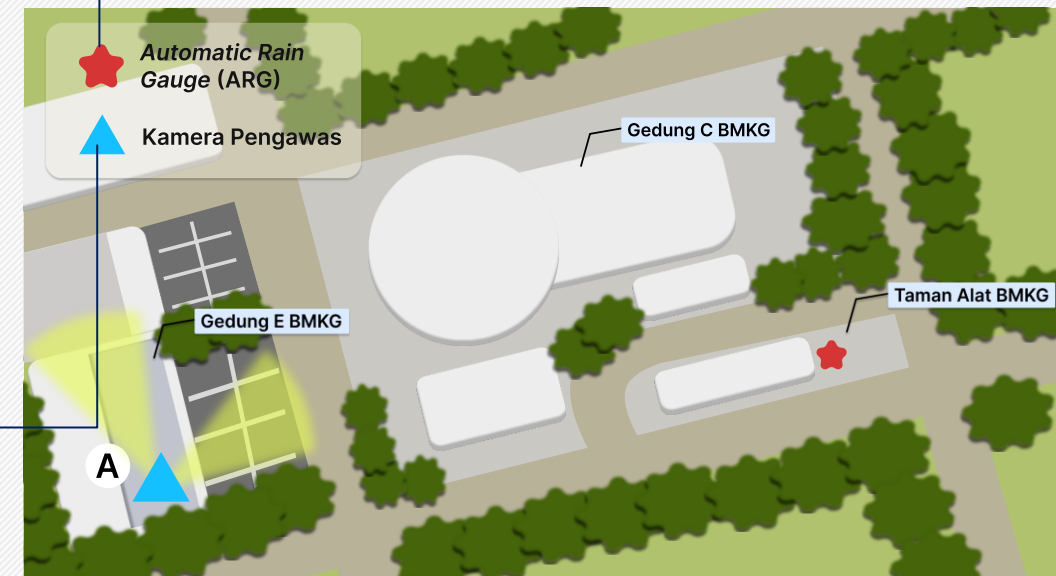 Automatic Rain
Gauge (ARG)
Kamera Pengawas
Gedung C BMKG
Taman Alat BMKG
Gedung E BMKG
A